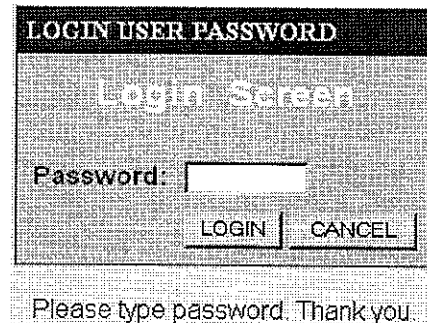 LOGIN USER PASSWORD
Login Screen
Password:
LOGIN CANCEL
Please type password. Thank you.